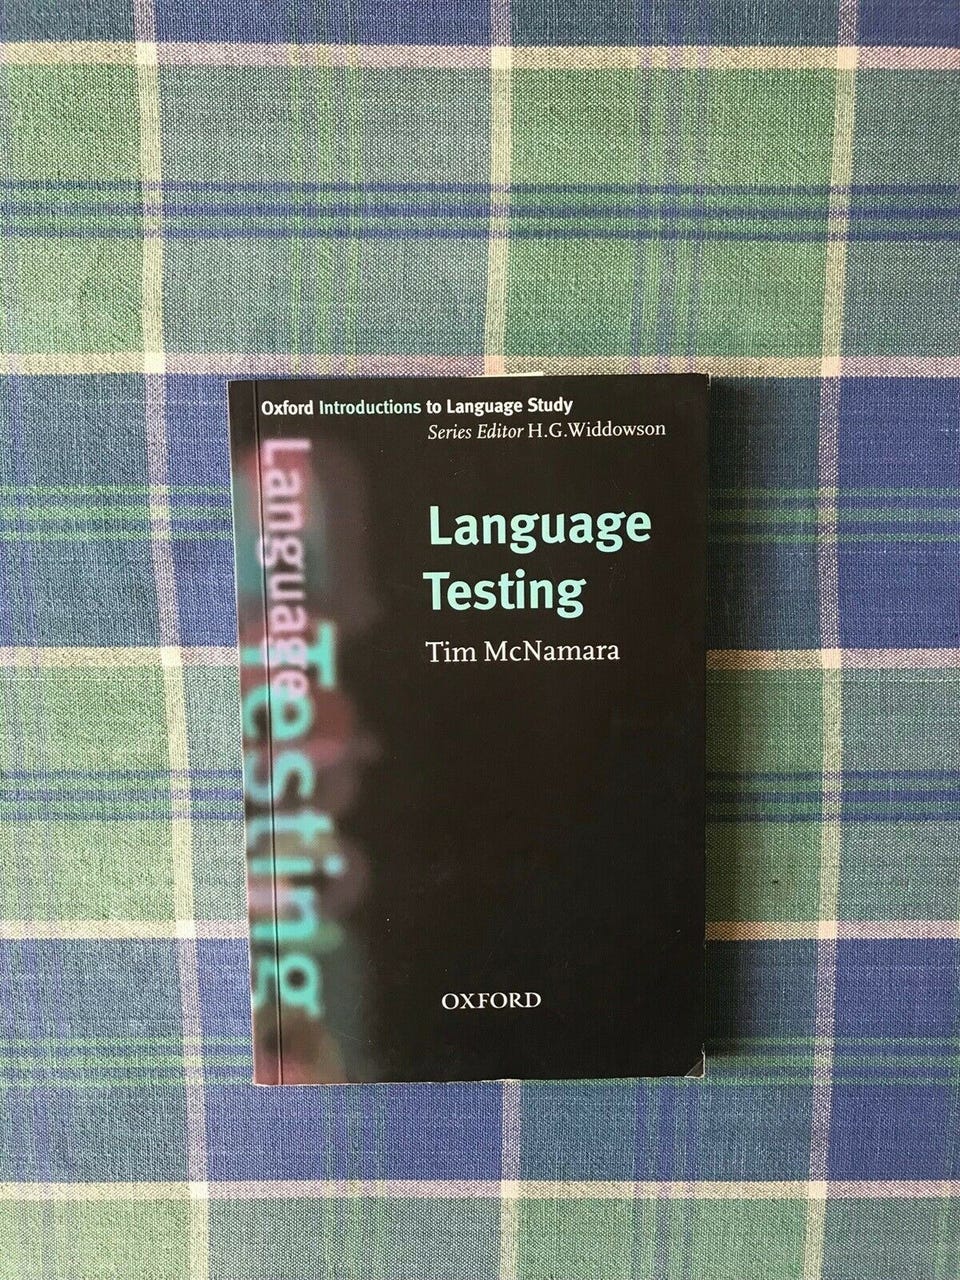 Oxford Introductions to Language Study
Series Editor H.G.Widdowson
Language
Testing
Tim McNamara
Language
Testing
OXFORD